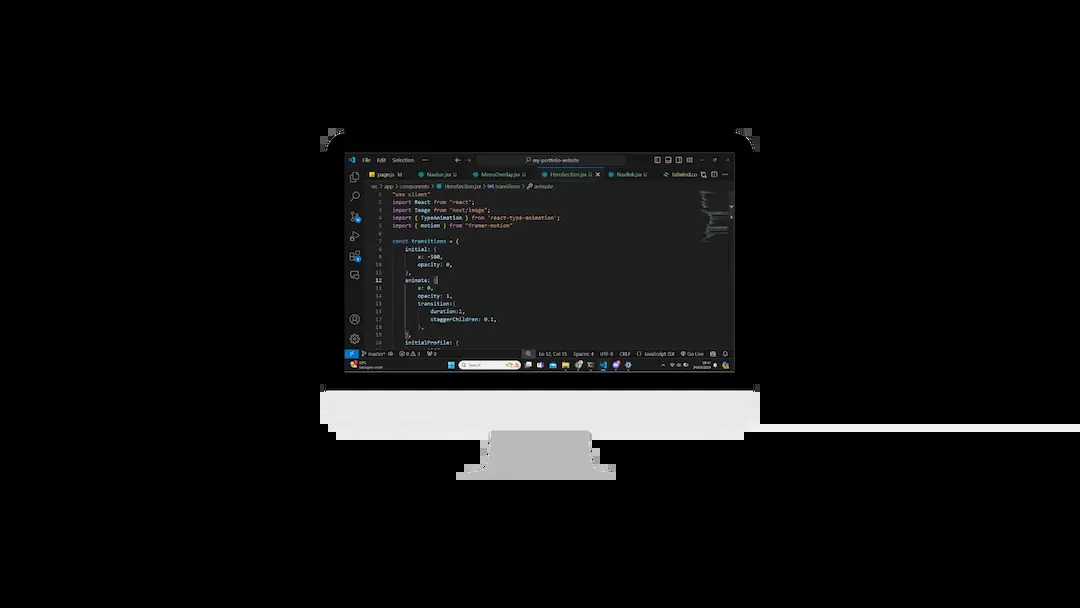 File Edit Selection ··· my-portfolio-website
page.js M Navbar.jsx U MenuOverlay.jsx U HeroSection.jsx U Navlink.jsx U tailwind.co
src > app > components > HeroSection.jsx > transitions > animate
1 "use client"
2 import React from "react";
3 import Image from "next/image";
4 import { TypeAnimation } from 'react-type-animation';
5 import { motion } from "framer-motion"
6
7 const transitions = {
8 initial: {
9 x: -500,
10 opacity: 0,
11 },
12 animate: {
13 x: 0,
14 opacity: 1,
15 transition:{
16 duration:1,
17 staggerChildren: 0.1,
18 },
19 },
20 initialProfile: {
master* 0 1 0 Ln 12, Col 15 Spaces: 4 UTF-8 CRLF {} JavaScript JSX Go Live
Search